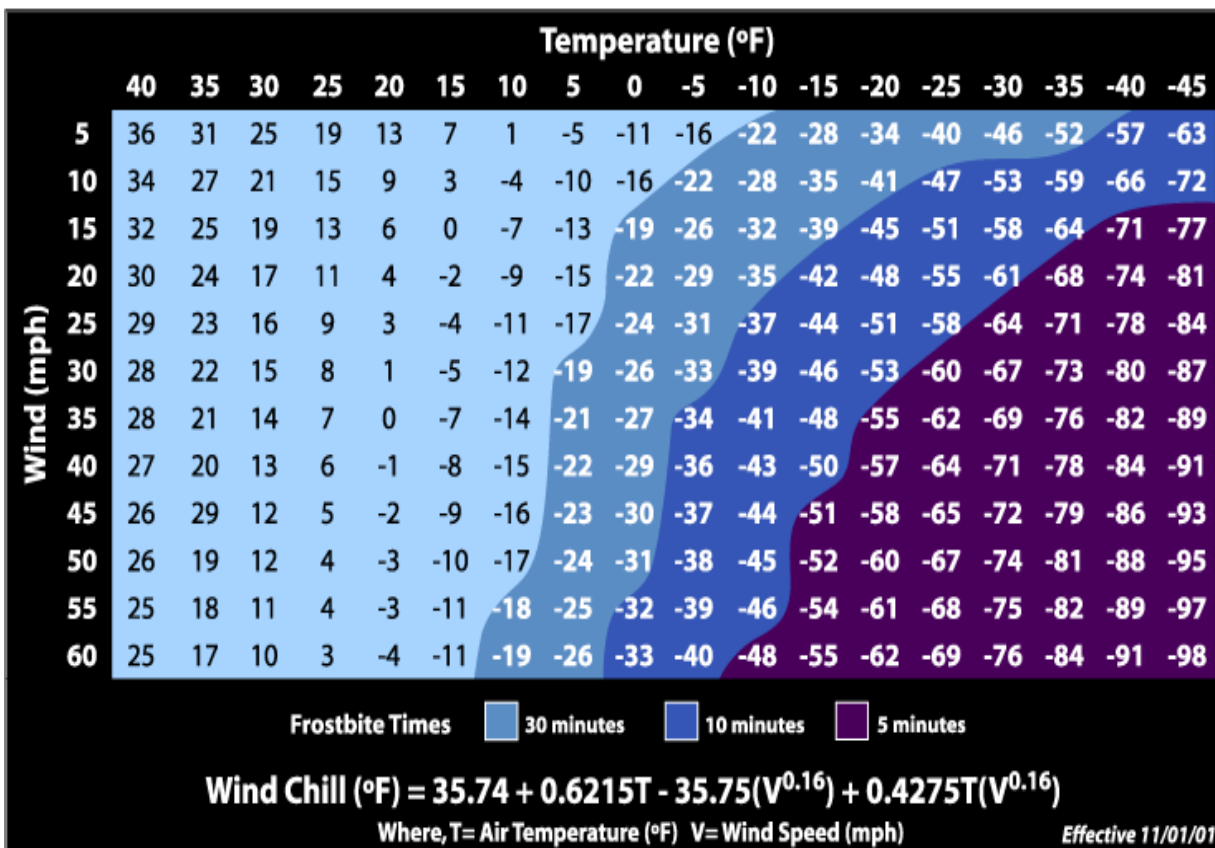 Temperature (ºF)
40 35 30 25 20 15 10 5 0 -5 -10 -15 -20 -25 -30 -35 -40 -45
Wind (mph)
5 36 31 25 19 13 7 1 -5 -11 -16 -22 -28 -34 -40 -46 -52 -57 -63
10 34 27 21 15 9 3 -4 -10 -16 -22 -28 -35 -41 -47 -53 -59 -66 -72
15 32 25 19 13 6 0 -7 -13 -19 -26 -32 -39 -45 -51 -58 -64 -71 -77
20 30 24 17 11 4 -2 -9 -15 -22 -29 -35 -42 -48 -55 -61 -68 -74 -81
25 29 23 16 9 3 -4 -11 -17 -24 -31 -37 -44 -51 -58 -64 -71 -78 -84
30 28 22 15 8 1 -5 -12 -19 -26 -33 -39 -46 -53 -60 -67 -73 -80 -87
35 28 21 14 7 0 -7 -14 -21 -27 -34 -41 -48 -55 -62 -69 -76 -82 -89
40 27 20 13 6 -1 -8 -15 -22 -29 -36 -43 -50 -57 -64 -71 -78 -84 -91
45 26 29 12 5 -2 -9 -16 -23 -30 -37 -44 -51 -58 -65 -72 -79 -86 -93
50 26 19 12 4 -3 -10 -17 -24 -31 -38 -45 -52 -60 -67 -74 -81 -88 -95
55 25 18 11 4 -3 -11 -18 -25 -32 -39 -46 -54 -61 -68 -75 -82 -89 -97
60 25 17 10 3 -4 -11 -19 -26 -33 -40 -48 -55 -62 -69 -76 -84 -91 -98
Frostbite Times 30 minutes 10 minutes 5 minutes
Wind Chill (ºF) = 35.74 + 0.6215T - 35.75(V^0.16) + 0.4275T(V^0.16)
Where, T= Air Temperature (ºF) V= Wind Speed (mph) Effective 11/01/01